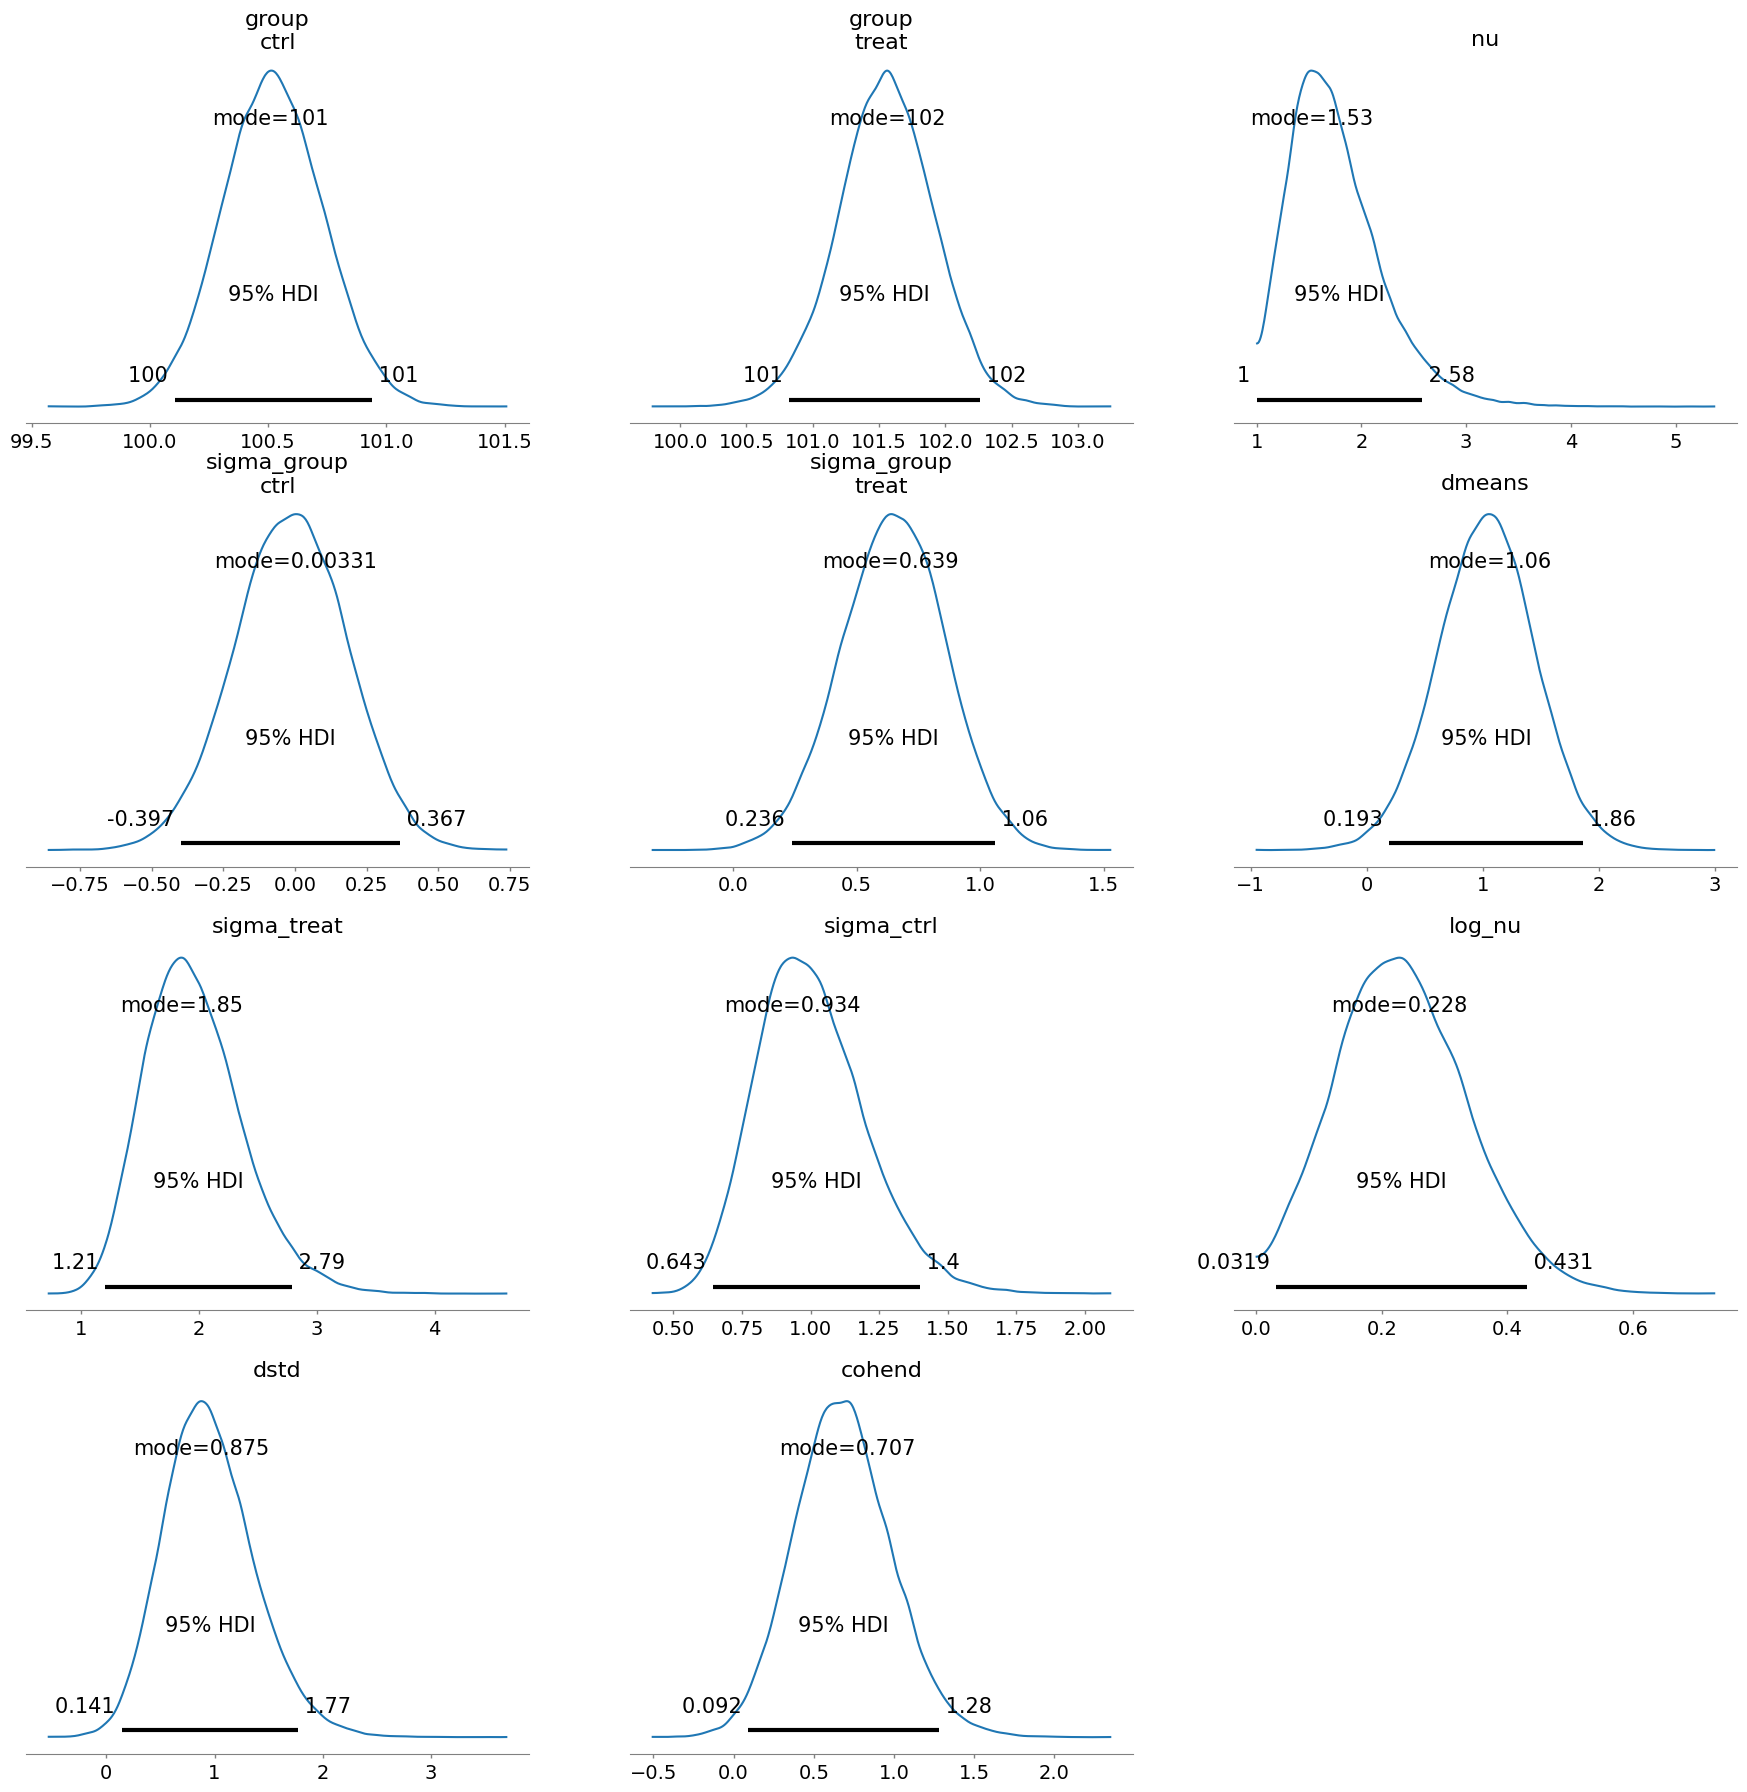 group
ctrl
mode=101
95% HDI
100
101
99.5 100.0 100.5 101.0 101.5
group
treat
mode=102
95% HDI
101
102
100.0 100.5 101.0 101.5 102.0 102.5 103.0
nu
mode=1.53
95% HDI
1
2.58
1 2 3 4 5
sigma_group
ctrl
mode=0.00331
95% HDI
-0.397
0.367
−0.75 −0.50 −0.25 0.00 0.25 0.50 0.75
sigma_group
treat
mode=0.639
95% HDI
0.236
1.06
0.0 0.5 1.0 1.5
dmeans
mode=1.06
95% HDI
0.193
1.86
−1 0 1 2 3
sigma_treat
mode=1.85
95% HDI
1.21
2.79
1 2 3 4
sigma_ctrl
mode=0.934
95% HDI
0.643
1.4
0.50 0.75 1.00 1.25 1.50 1.75 2.00
log_nu
mode=0.228
95% HDI
0.0319
0.431
0.0 0.2 0.4 0.6
dstd
mode=0.875
95% HDI
0.141
1.77
0 1 2 3
cohend
mode=0.707
95% HDI
0.092
1.28
−0.5 0.0 0.5 1.0 1.5 2.0